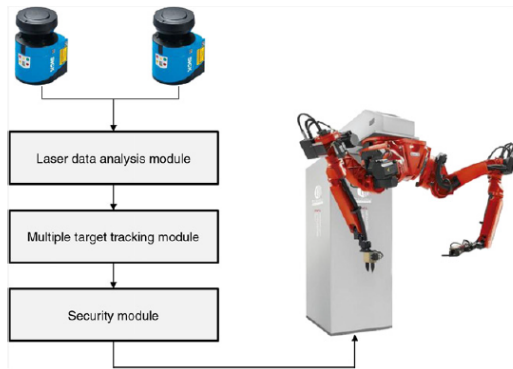 Laser data analysis module
Multiple target tracking module
Security module